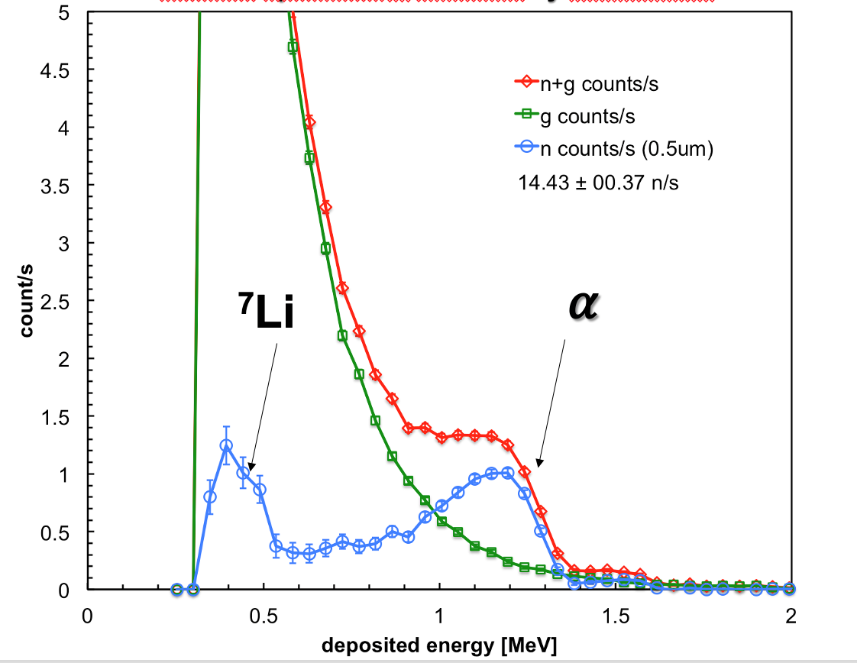 5
4.5
4
3.5
3
2.5
2
1.5
1
0.5
0
count/s
n+g counts/s
g counts/s
n counts/s (0.5um)
14.43 ± 00.37 n/s
⁷Li
α
0
0.5
1
1.5
2
deposited energy [MeV]